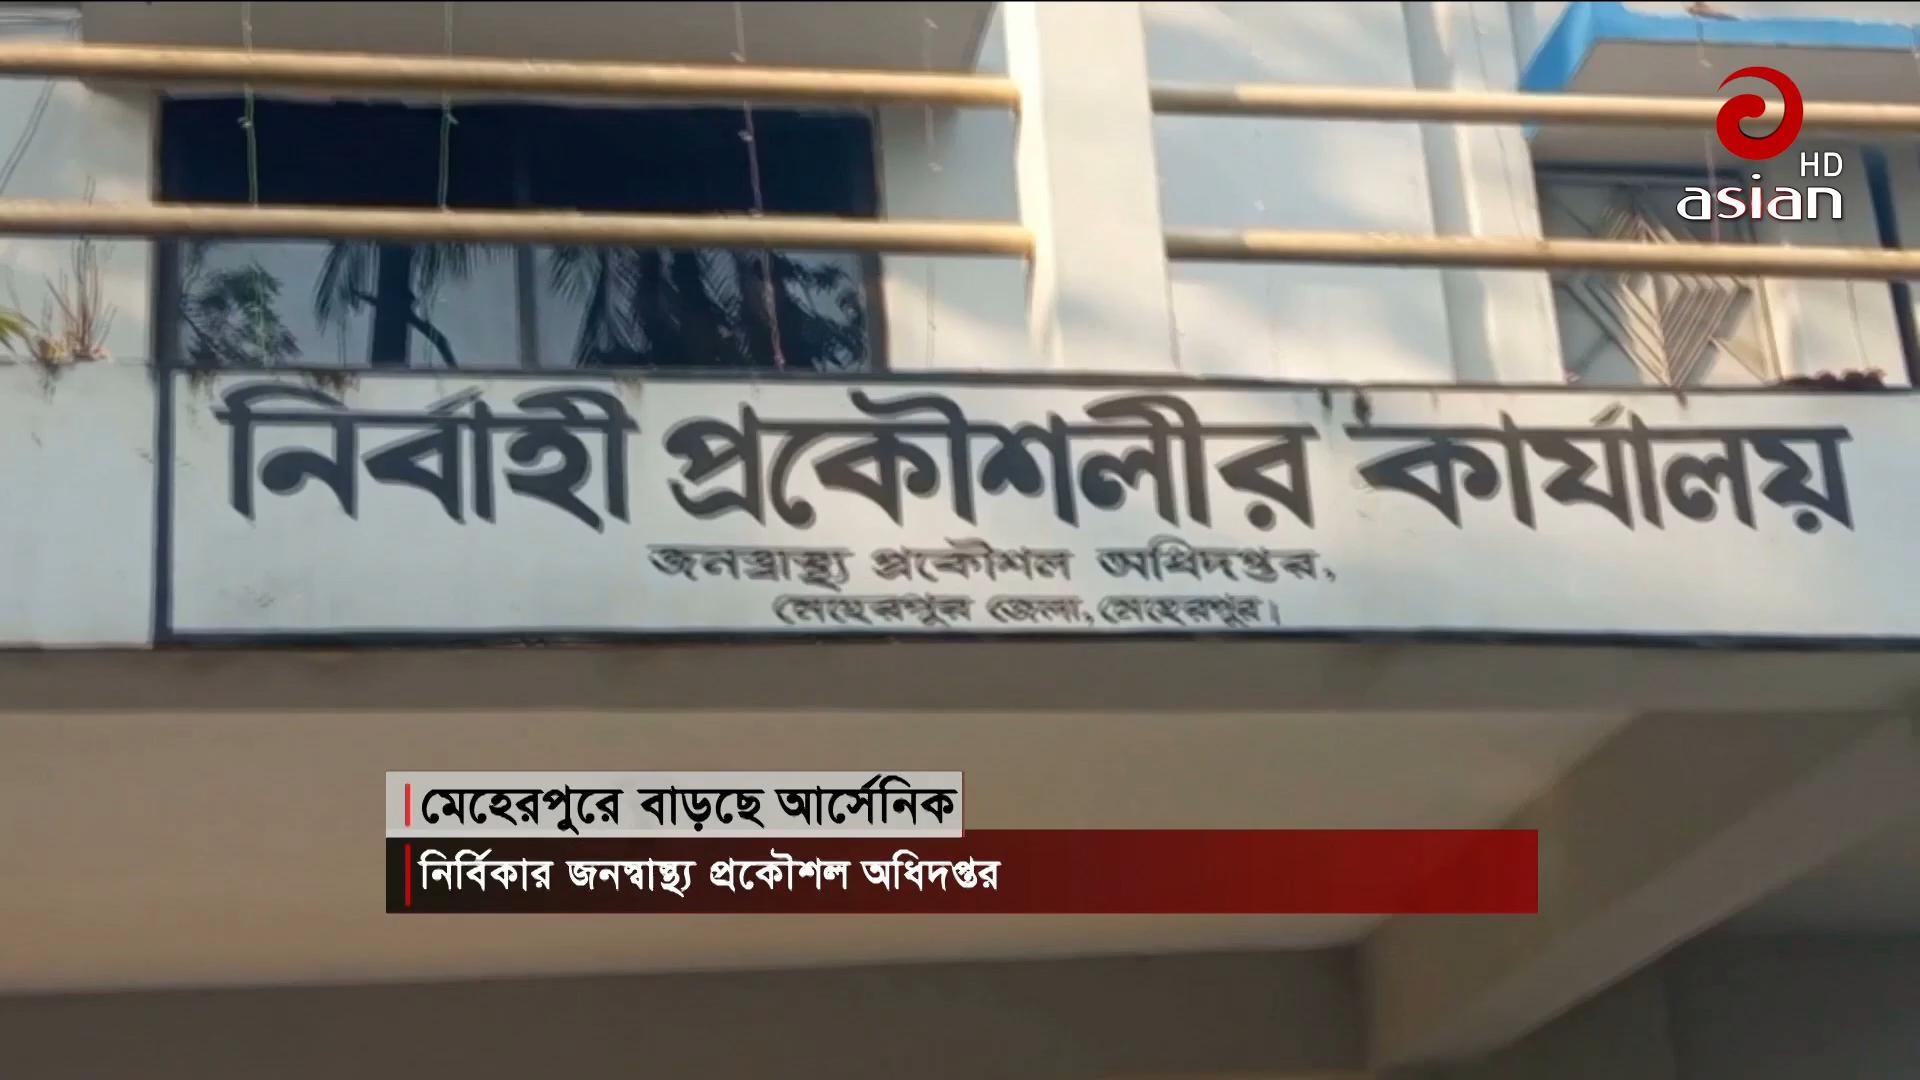 HD
asian
নির্বাহী প্রকৌশলীর কার্যালয়
জনস্বাস্থ্য প্রকৌশল অধিদপ্তর,
মেহেরপুর জেলা, মেহেরপুর।
মেহেরপুরে বাড়ছে আর্সেনিক
নির্বিকার জনস্বাস্থ্য প্রকৌশল অধিদপ্তর